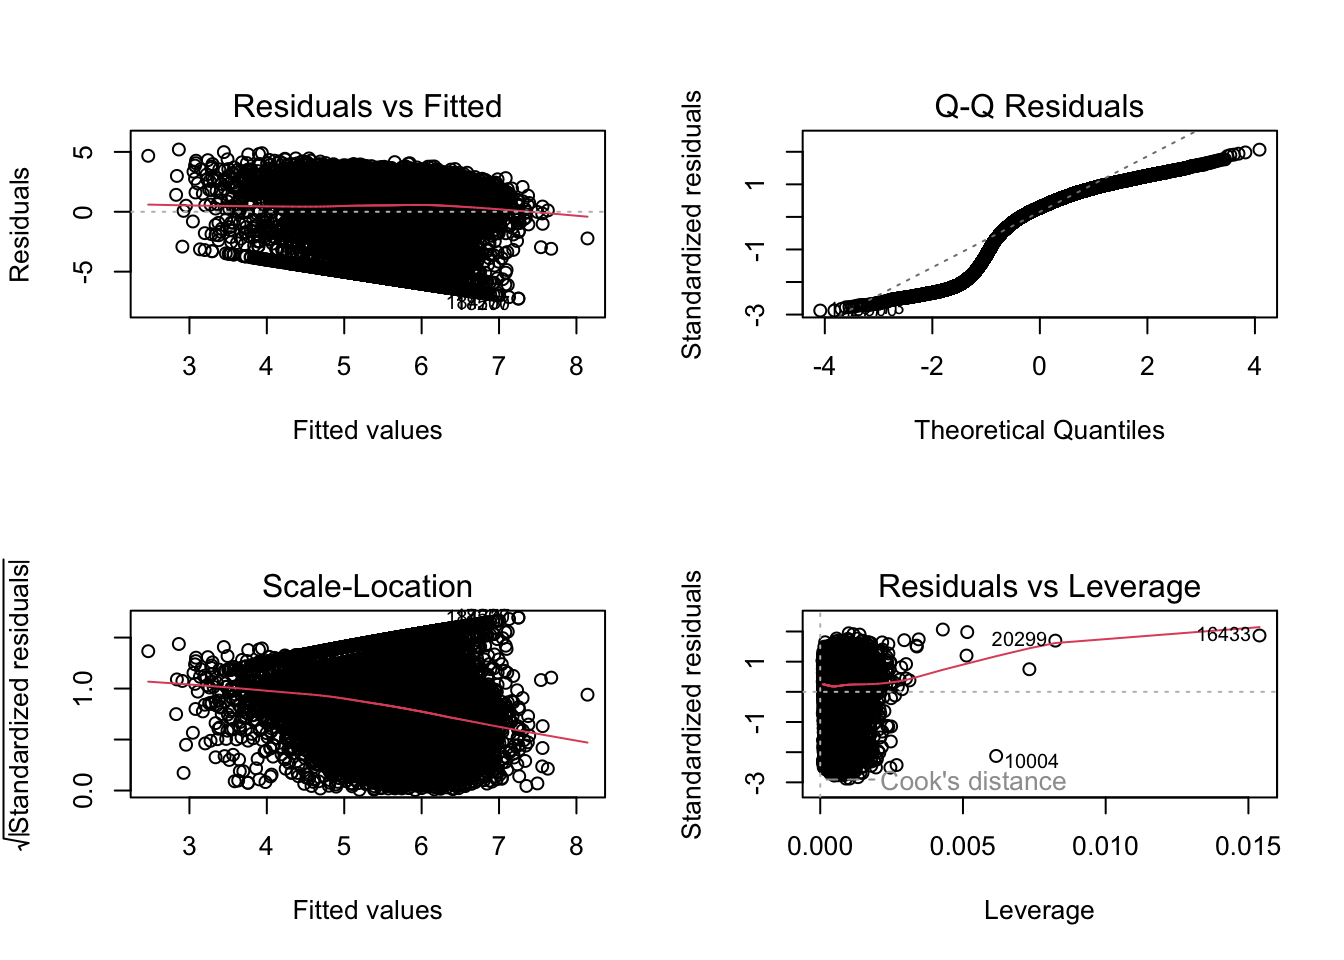 Residuals vs Fitted
Residuals
5
0
-5
3 4 5 6 7 8
Fitted values
Q-Q Residuals
Standardized residuals
1
-1
-3
-4 -2 0 2 4
Theoretical Quantiles
Scale-Location
√|Standardized residuals|
1.0
0.0
3 4 5 6 7 8
Fitted values
Residuals vs Leverage
Standardized residuals
1
-1
-3
20299
16433
10004
Cook's distance
0.000 0.005 0.010 0.015
Leverage